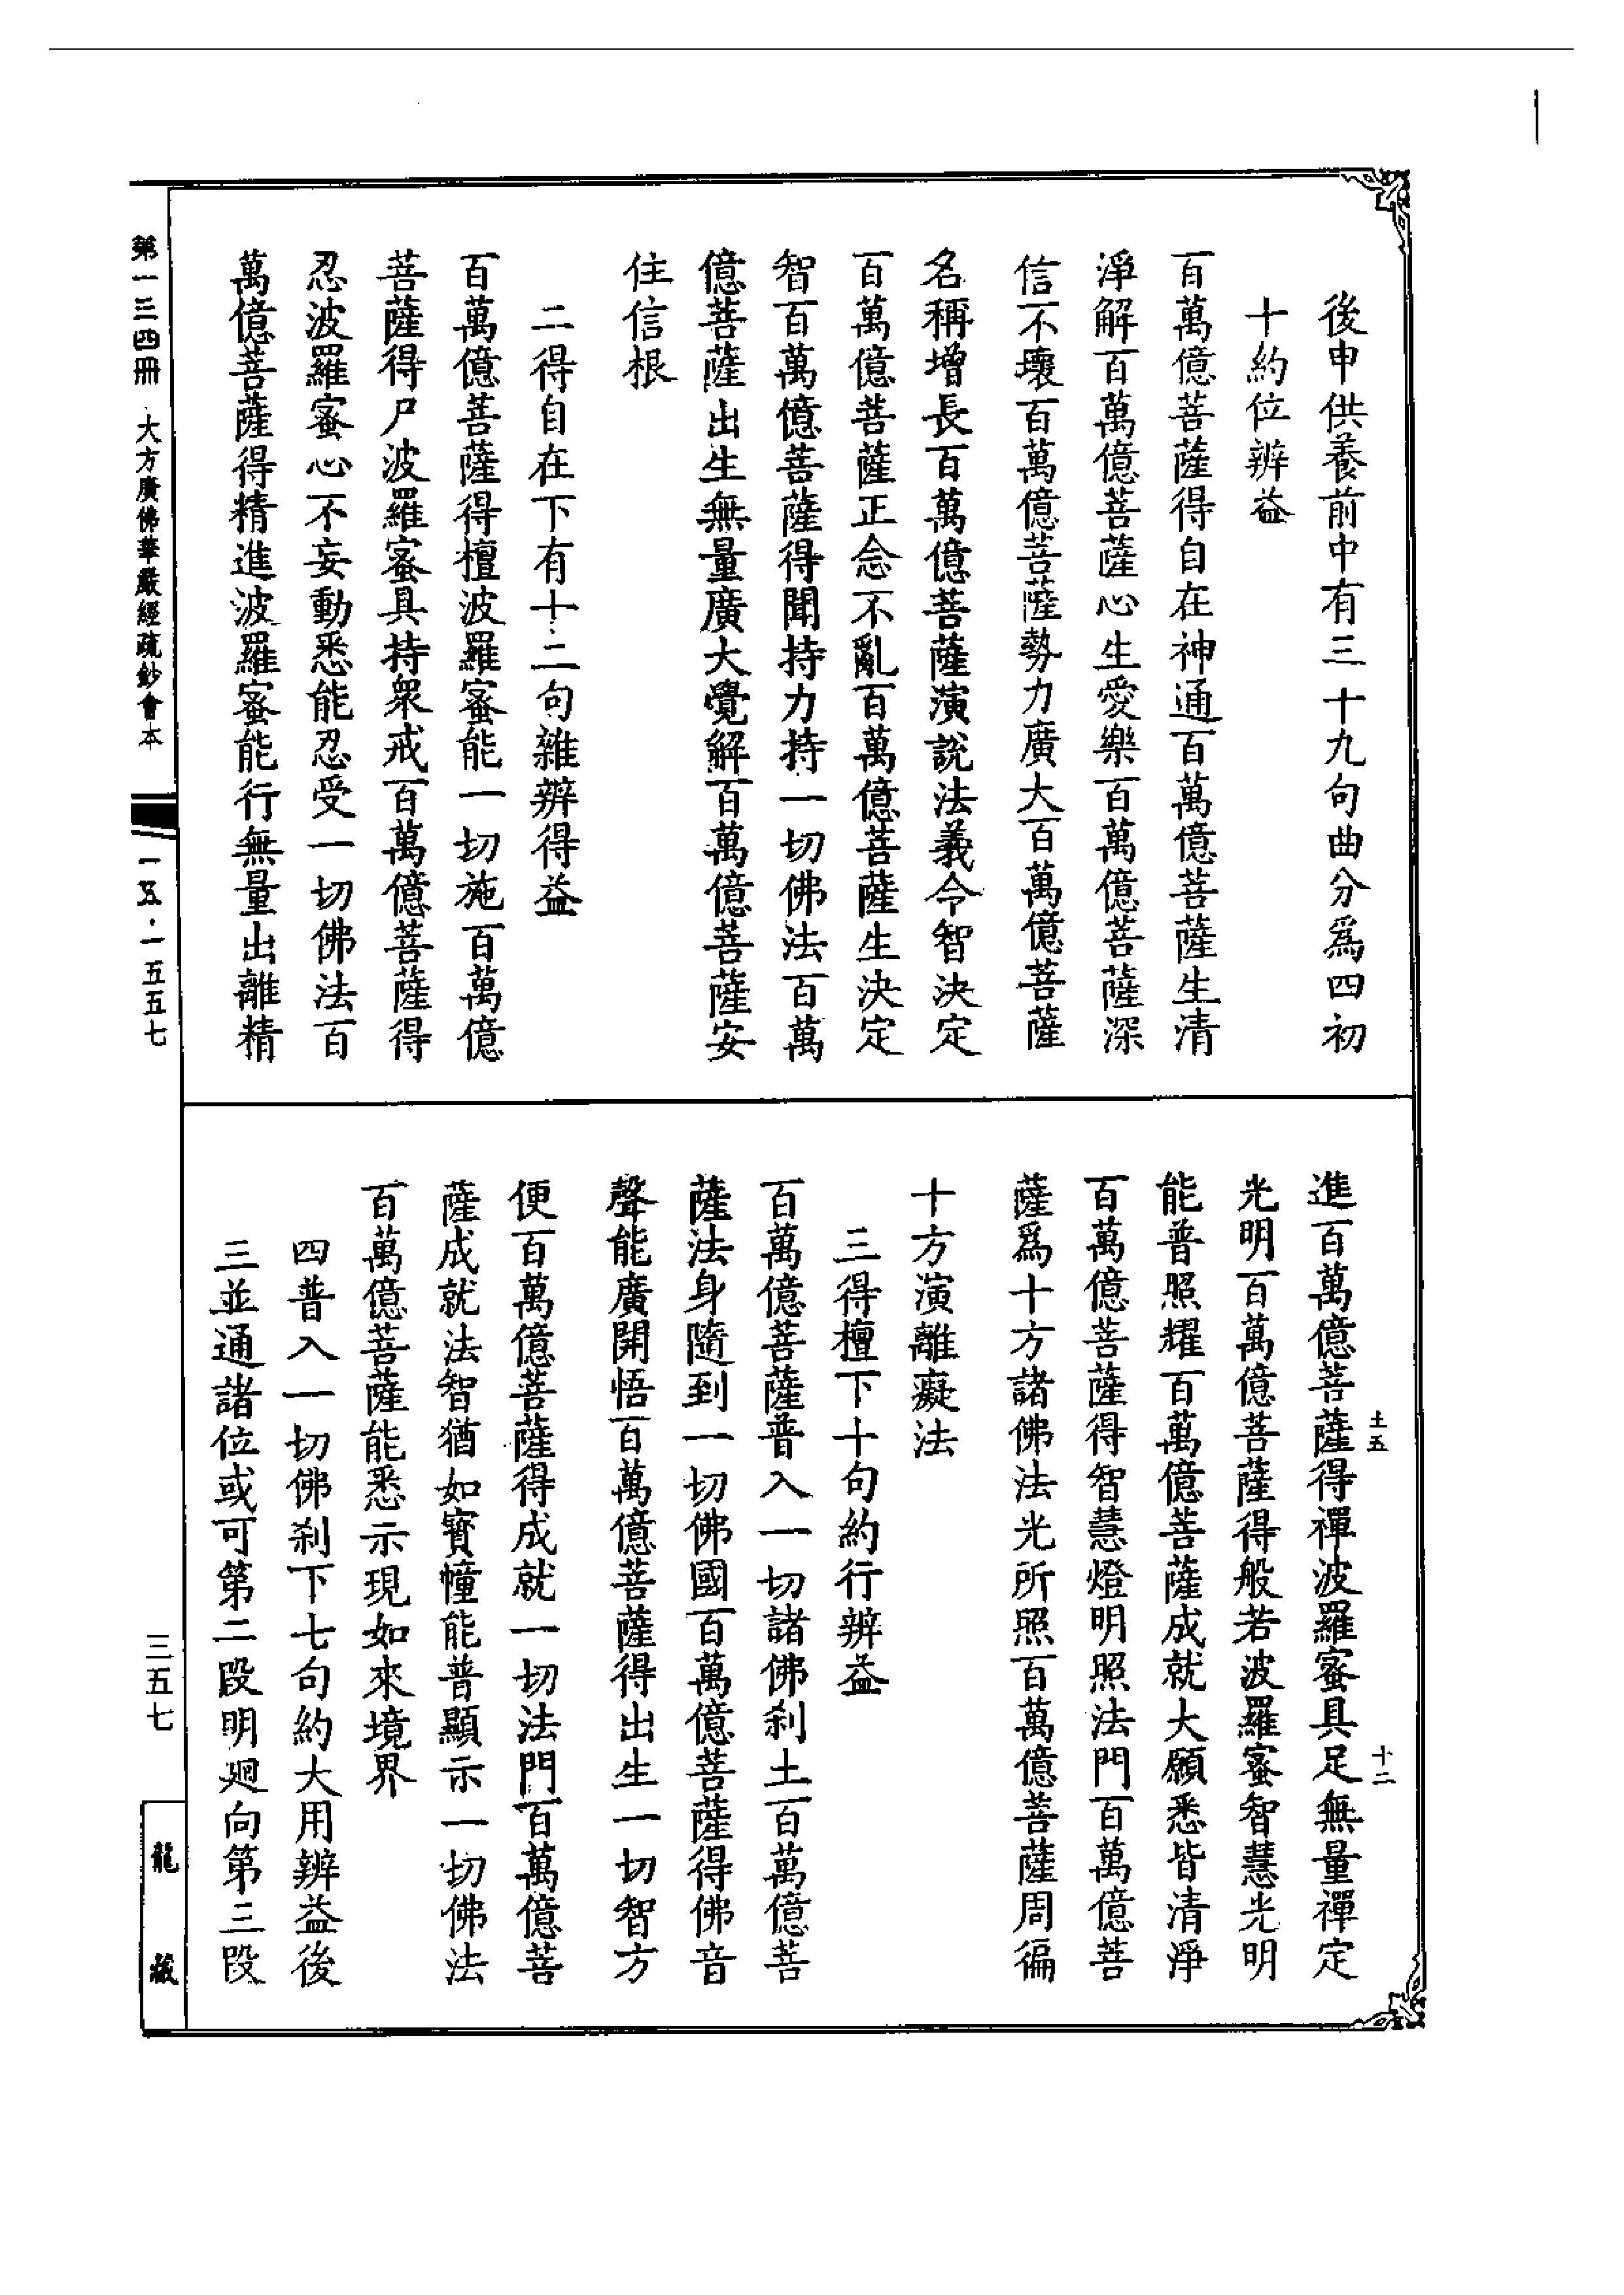 後申供養前中有三十九句曲分爲四初
十約位辨益
百萬億菩薩得自在神通百萬億菩薩生清
淨解百萬億菩薩心生愛樂百萬億菩薩深
信不壞百萬億菩薩勢力廣大百萬億菩薩
名稱增長百萬億菩薩演說法義令智決定
百萬億菩薩正念不亂百萬億菩薩生決定
智百萬億菩薩得聞持力持一切佛法百萬
億菩薩出生無量廣大覺解百萬億菩薩安
住信根
二得自在下有十二句雜辨得益
百萬億菩薩得檀波羅蜜能一切施百萬億
菩薩得尸波羅蜜具持衆戒百萬億菩薩得
忍波羅蜜心不妄動悉能忍受一切佛法百
萬億菩薩得精進波羅蜜能行無量出離精
進百萬億菩薩得禪波羅蜜具足無量禪定
光明百萬億菩薩得般若波羅蜜智慧光明
能普照耀百萬億菩薩成就大願悉皆清淨
百萬億菩薩得智慧燈明照法門百萬億菩
薩爲十方諸佛法光所照百萬億菩薩周徧
十方演離癡法
三得檀下十句約行辨益
百萬億菩薩普入一切諸佛刹土百萬億菩
薩法身隨到一切佛國百萬億菩薩得佛音
聲能廣開悟百萬億菩薩得出生一切智方
便百萬億菩薩得成就一切法門百萬億菩
薩成就法智猶如寶幢能普顯示一切佛法
百萬億菩薩能悉示現如來境界
四普入一切佛刹下七句約大用辨益後
三並通諸位或可第二段明廻向第三段
土五
十二
第一三四冊 大方廣佛華嚴經疏鈔會本
一五·一五五七
三五七
龍藏